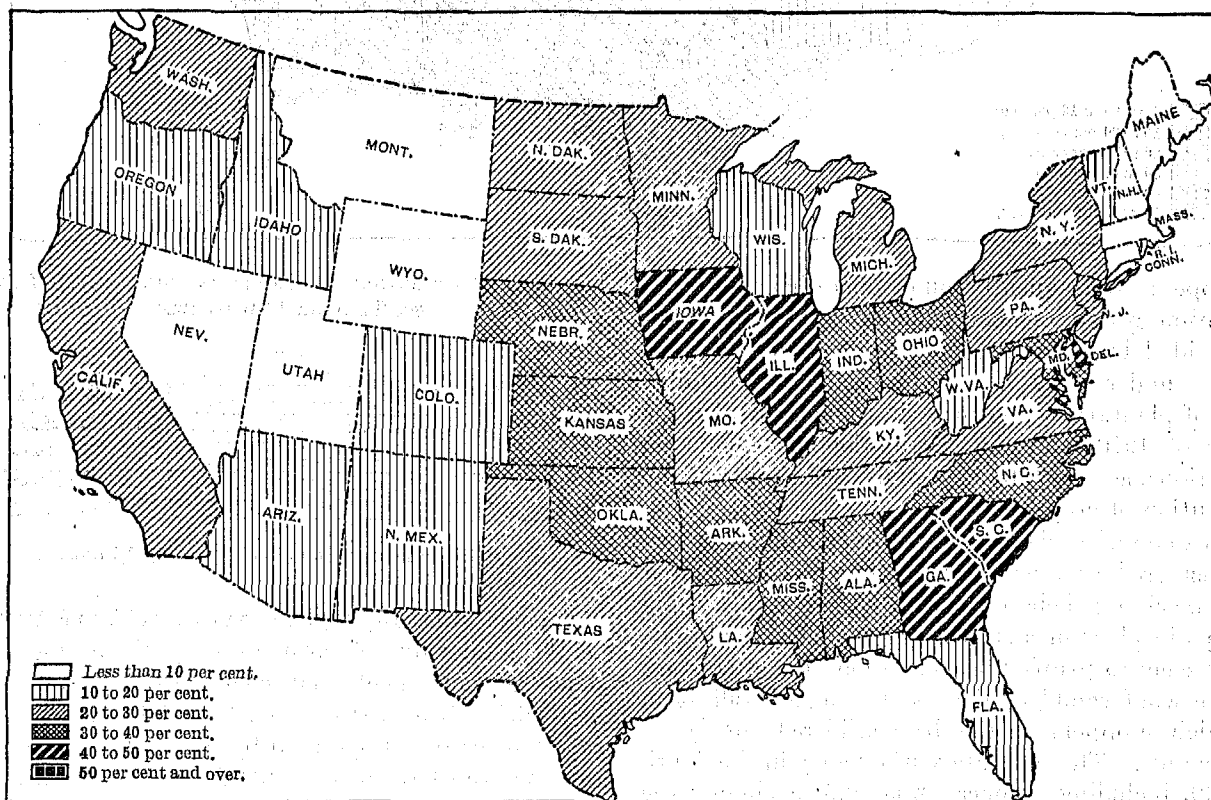 WASH.
MONT.
N. DAK.
MINN.
MAINE
OREGON
IDAHO
VT.
N.H.
MASS.
R. I.
CONN.
N. Y.
S. DAK.
WIS.
MICH.
WYO.
IOWA
NEBR.
PA.
N. J.
NEV.
UTAH
COLO.
ILL.
IND.
OHIO
MD.
DEL.
W. VA.
VA.
CALIF.
KANSAS
MO.
KY.
N. C.
TENN.
ARIZ.
N. MEX.
OKLA.
ARK.
S. C.
MISS.
ALA.
GA.
TEXAS
LA.
FLA.
Less than 10 per cent.
10 to 20 per cent.
20 to 30 per cent.
30 to 40 per cent.
40 to 50 per cent.
50 per cent and over.